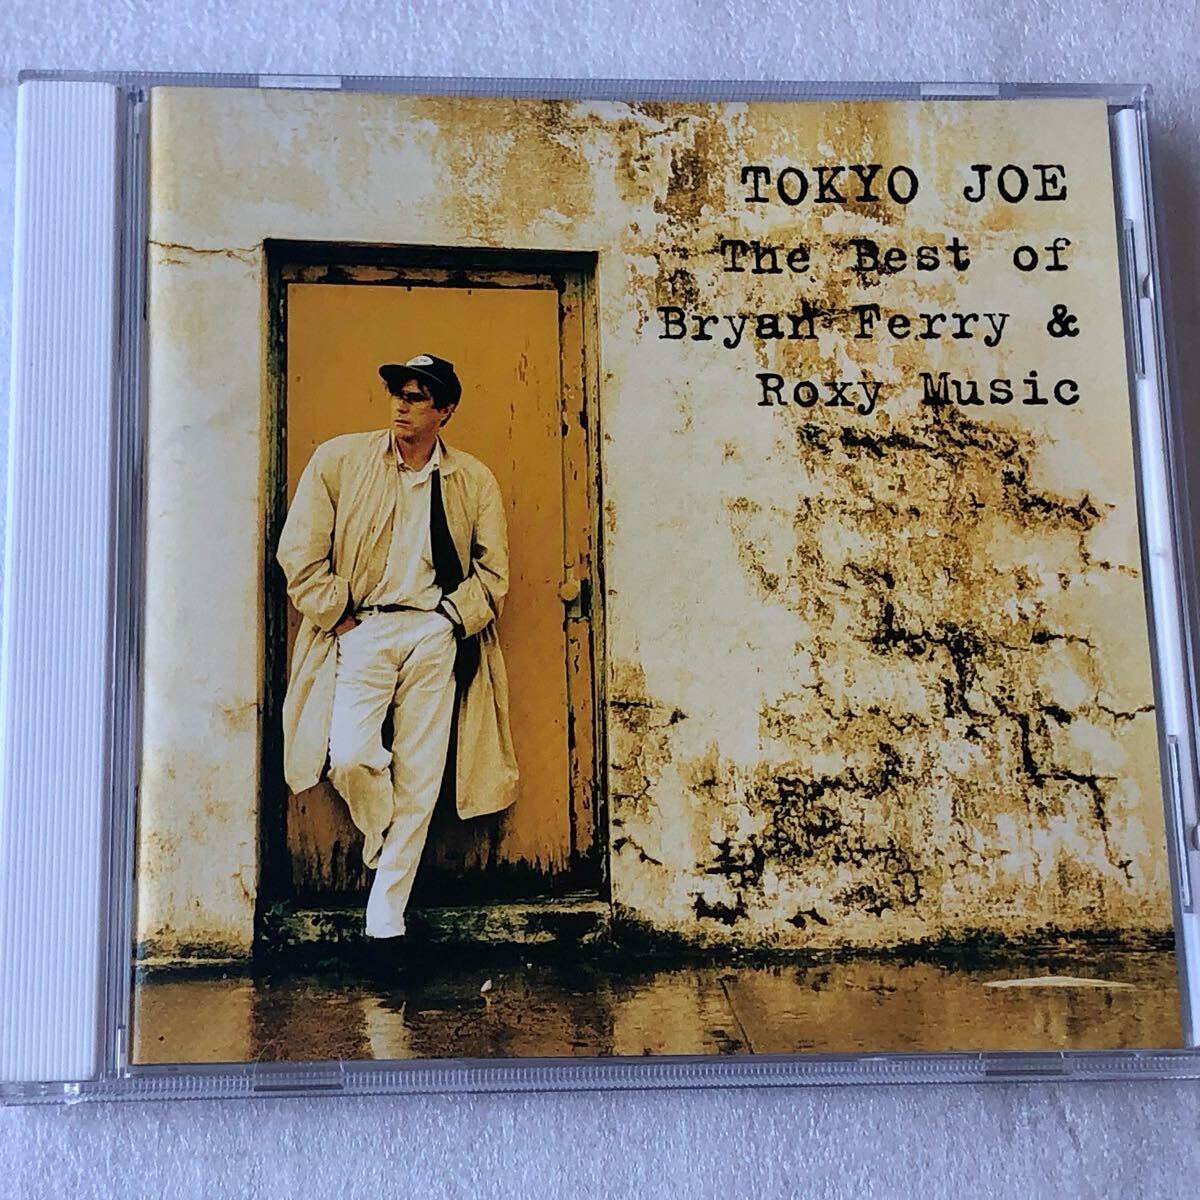 TOKYO JOE
The Best of
Bryan Ferry &
Roxy Music